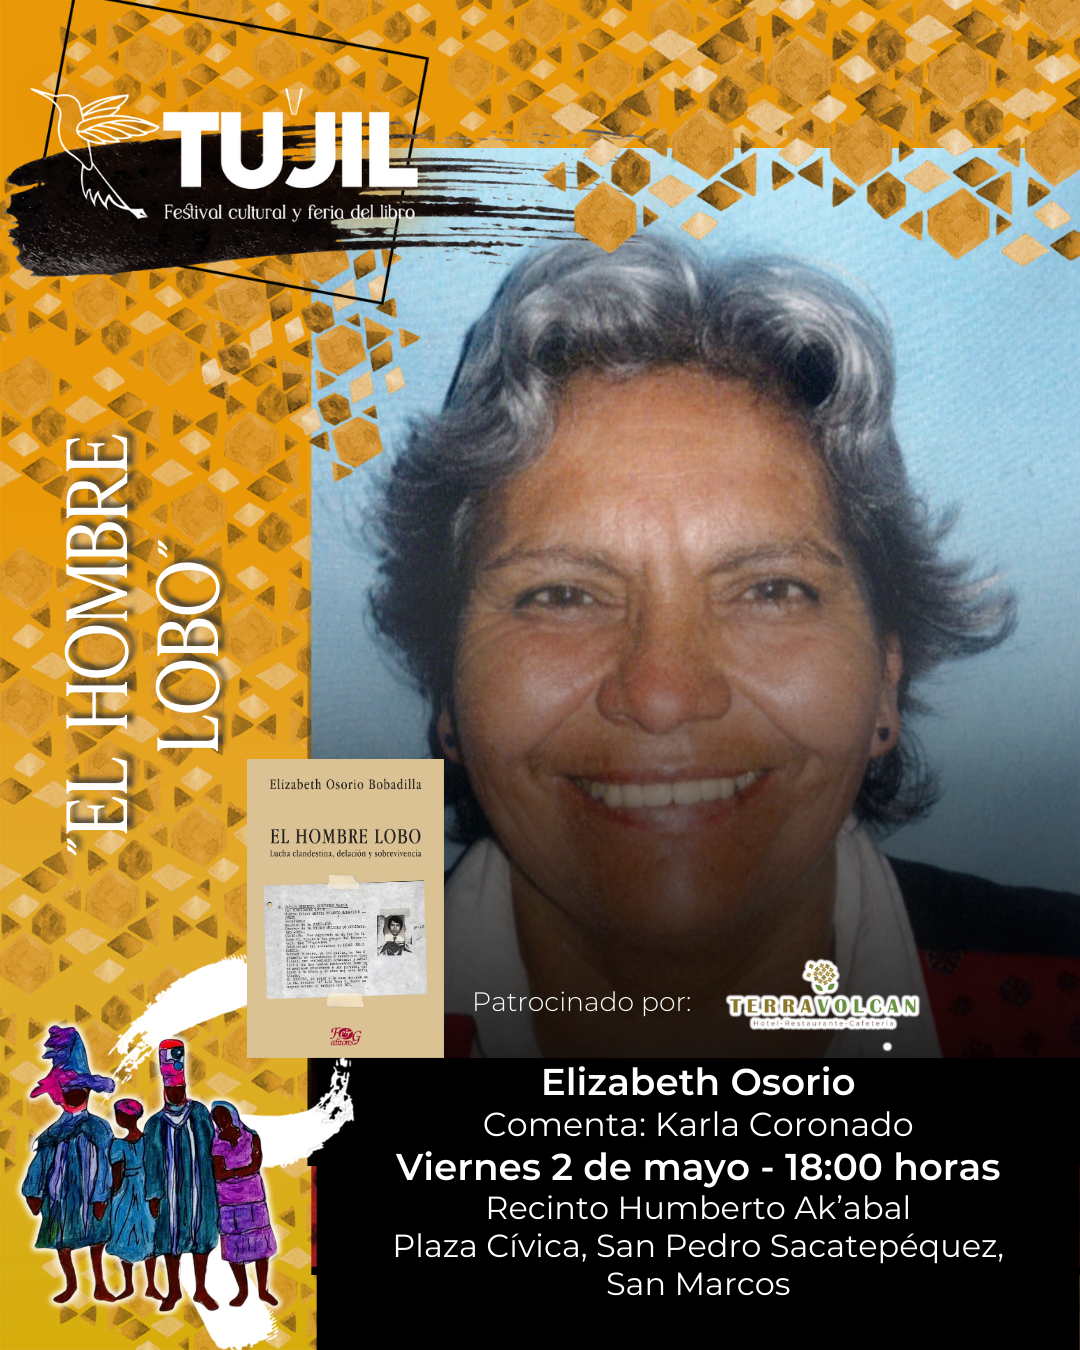 TUJIL
Festival cultural y feria del libro
"EL HOMBRE
LOBO"
Elizabeth Osorio Bobadilla
EL HOMBRE LOBO
Lucha clandestina, delación y sobrevivencia
Patrocinado por:
TERRAVOLCAN
Hotel-Restaurante-Cafetería
Elizabeth Osorio
Comenta: Karla Coronado
Viernes 2 de mayo - 18:00 horas
Recinto Humberto Ak’abal
Plaza Cívica, San Pedro Sacatepéquez,
San Marcos